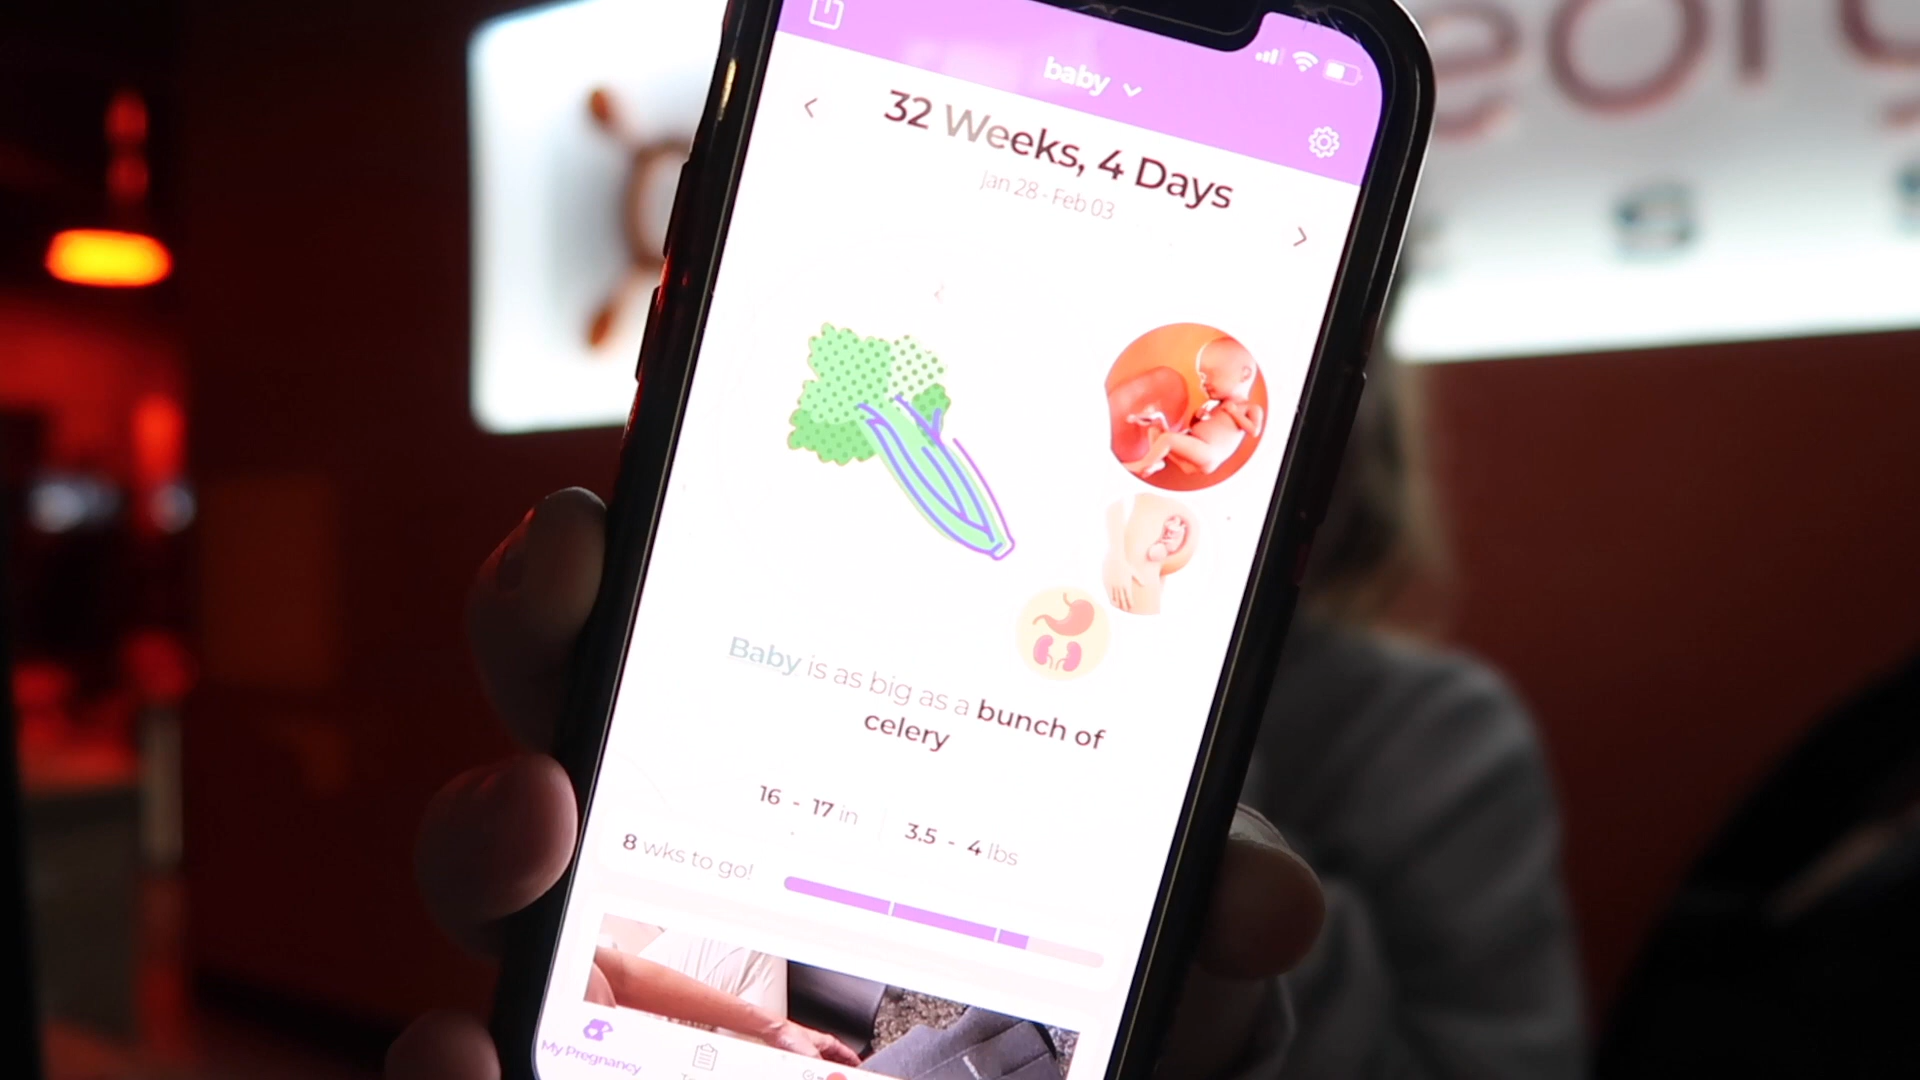 baby
32 Weeks, 4 Days
Jan 28 - Feb 03
Baby is as big as a bunch of
celery
16 - 17 in
3.5 - 4 lbs
8 wks to go!
My Pregnancy
eory
S S